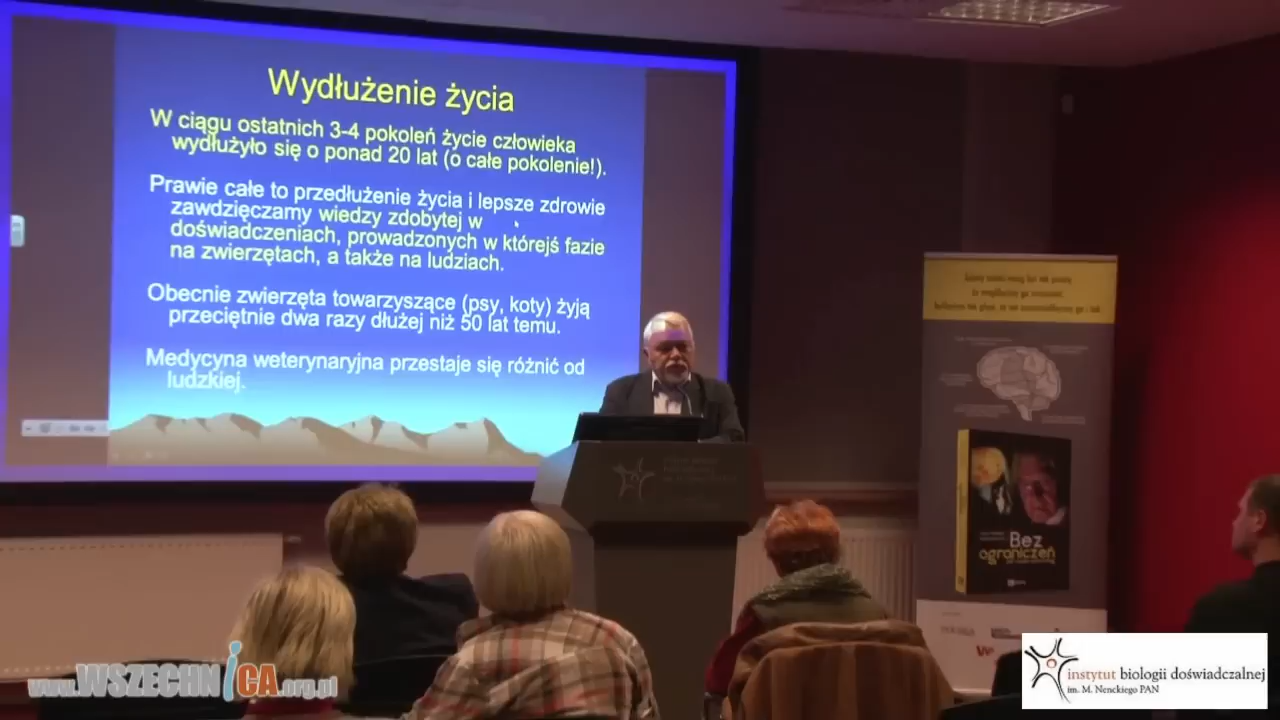 Wydłużenie życia
W ciągu ostatnich 3-4 pokoleń życie człowieka
wydłużyło się o ponad 20 lat (o całe pokolenie!).
Prawie całe to przedłużenie życia i lepsze zdrowie
zawdzięczamy wiedzy zdobytej w
doświadczeniach, prowadzonych w którejś fazie
na zwierzętach, a także na ludziach.
Obecnie zwierzęta towarzyszące (psy, koty) żyją
przeciętnie dwa razy dłużej niż 50 lat temu.
Medycyna weterynaryjna przestaje się różnić od
ludzkiej.
Bez
ograniczeń
www.WSZECHNiCA.org.pl
instytut biologii doświadczalnej
im. M. Nenckiego PAN